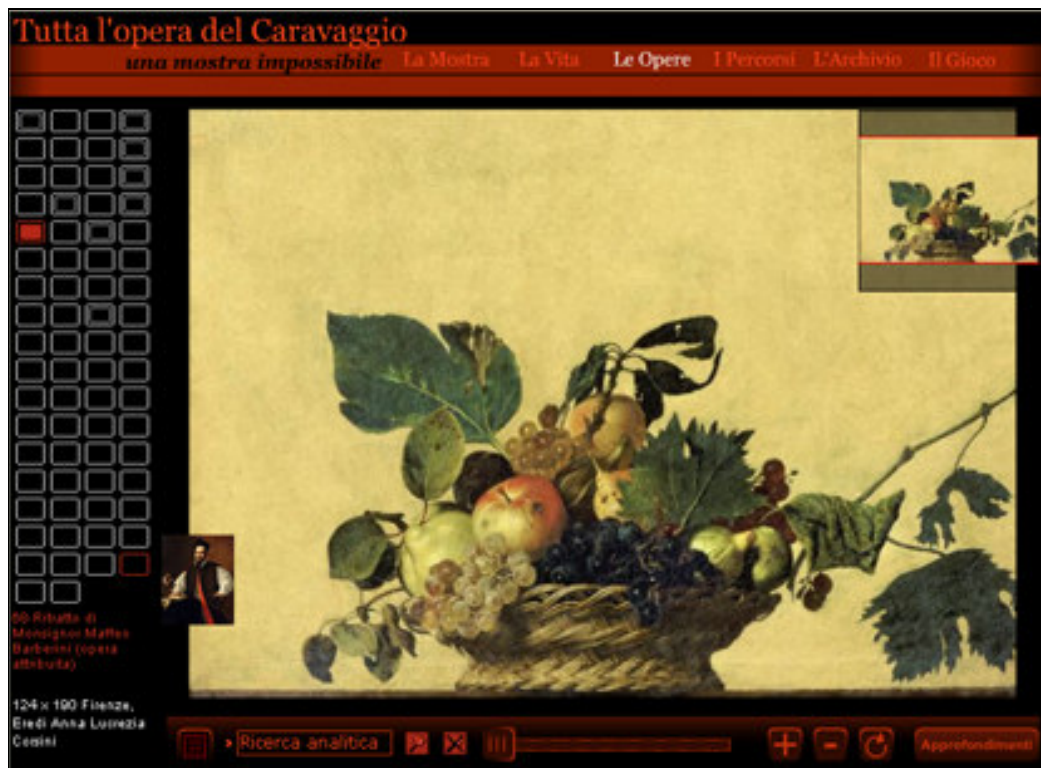 Tutta l'opera del Caravaggio
una mostra impossibile
La Mostra La Vita Le Opere I Percorsi L'Archivio Il Gioco
Ritratto di
Monsignor Maffeo
Barberini (opera
attribuita)
124 x 190 Firenze,
Eredi Anna Lucrezia
Corsini
Ricerca analitica
Approfondimenti